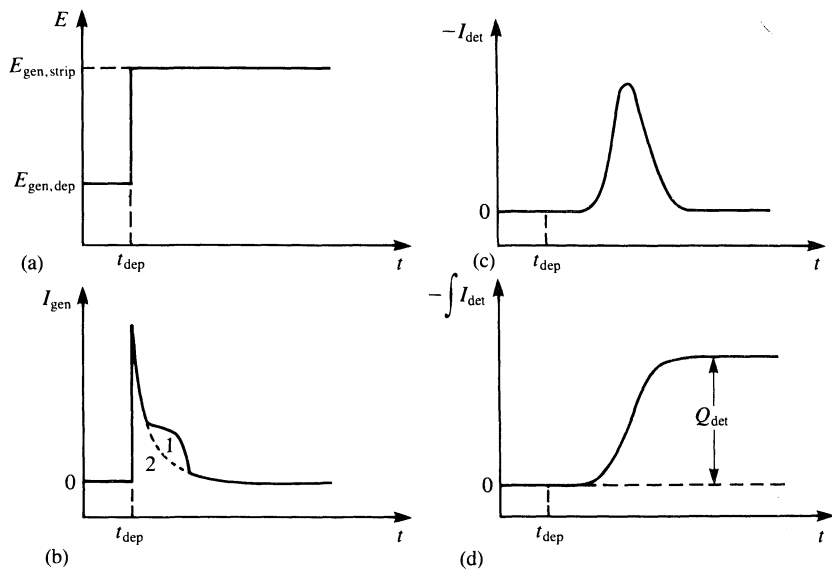 E
E_gen,strip
E_gen,dep
t_dep
t
(a)
I_gen
1
2
0
t_dep
t
(b)
−I_det
0
t_dep
t
(c)
−∫I_det
Q_det
0
t_dep
t
(d)